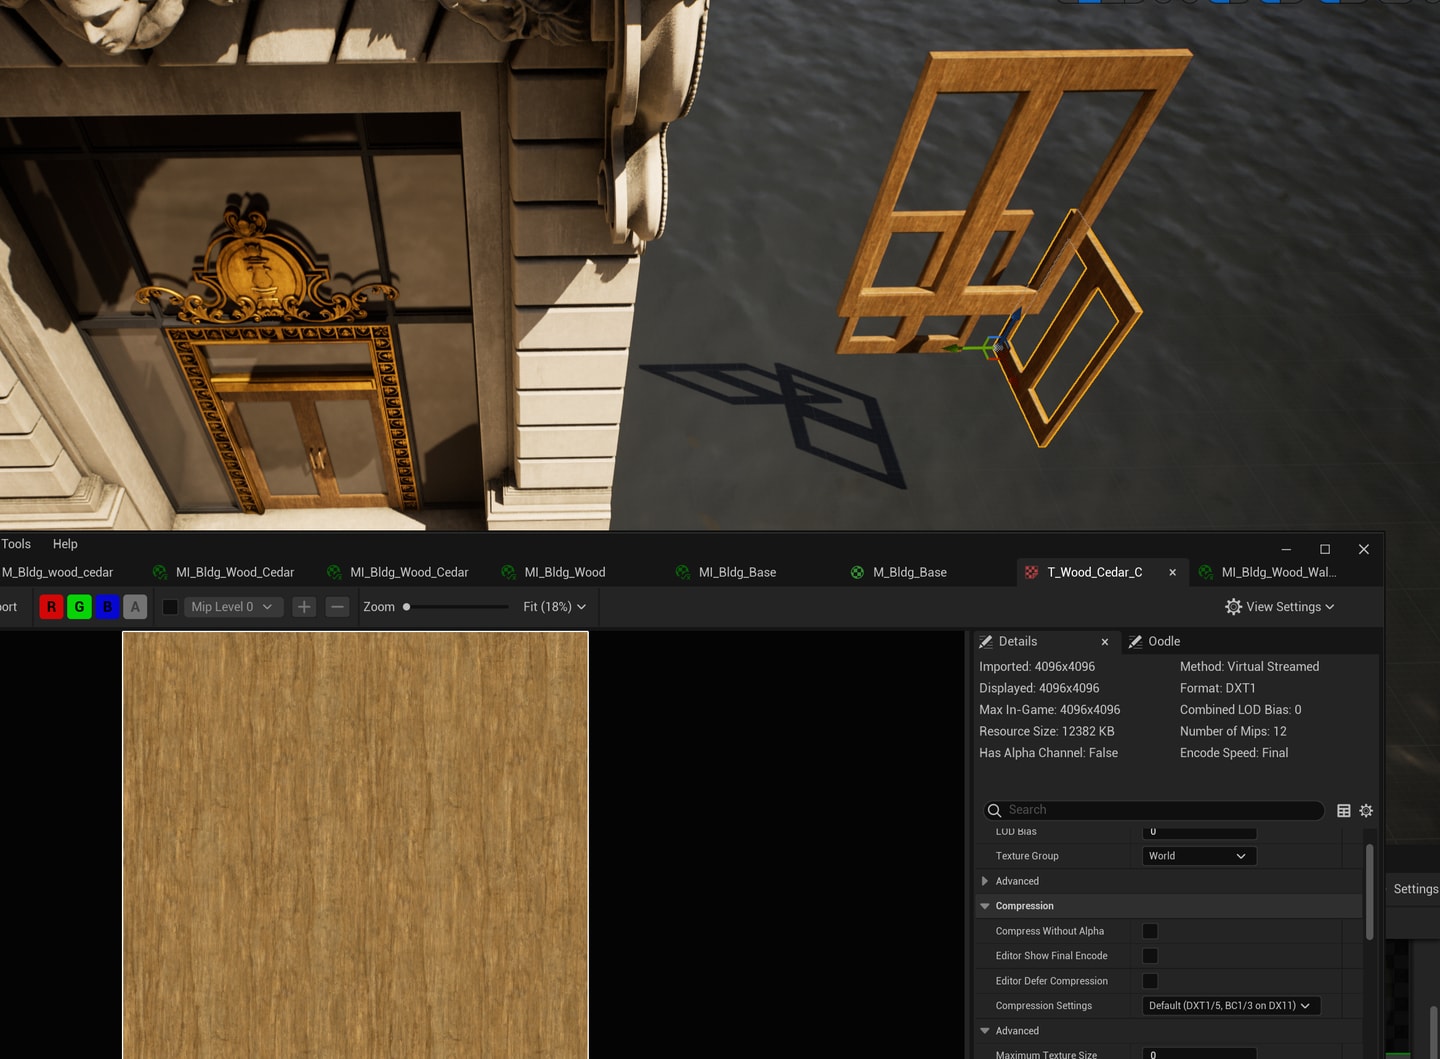 Tools Help
M_Bldg_wood_cedar MI_Bldg_Wood_Cedar MI_Bldg_Wood_Cedar MI_Bldg_Wood MI_Bldg_Base M_Bldg_Base T_Wood_Cedar_C MI_Bldg_Wood_Wal...
ort R G B A Mip Level 0 Zoom Fit (18%) View Settings
Details Oodle
Imported: 4096x4096 Method: Virtual Streamed
Displayed: 4096x4096 Format: DXT1
Max In-Game: 4096x4096 Combined LOD Bias: 0
Resource Size: 12382 KB Number of Mips: 12
Has Alpha Channel: False Encode Speed: Final
Search
LOD Bias 0
Texture Group World
Advanced
Settings
Compression
Compress Without Alpha
Editor Show Final Encode
Editor Defer Compression
Compression Settings Default (DXT1/5, BC1/3 on DX11)
Advanced
Maximum Texture Size 0